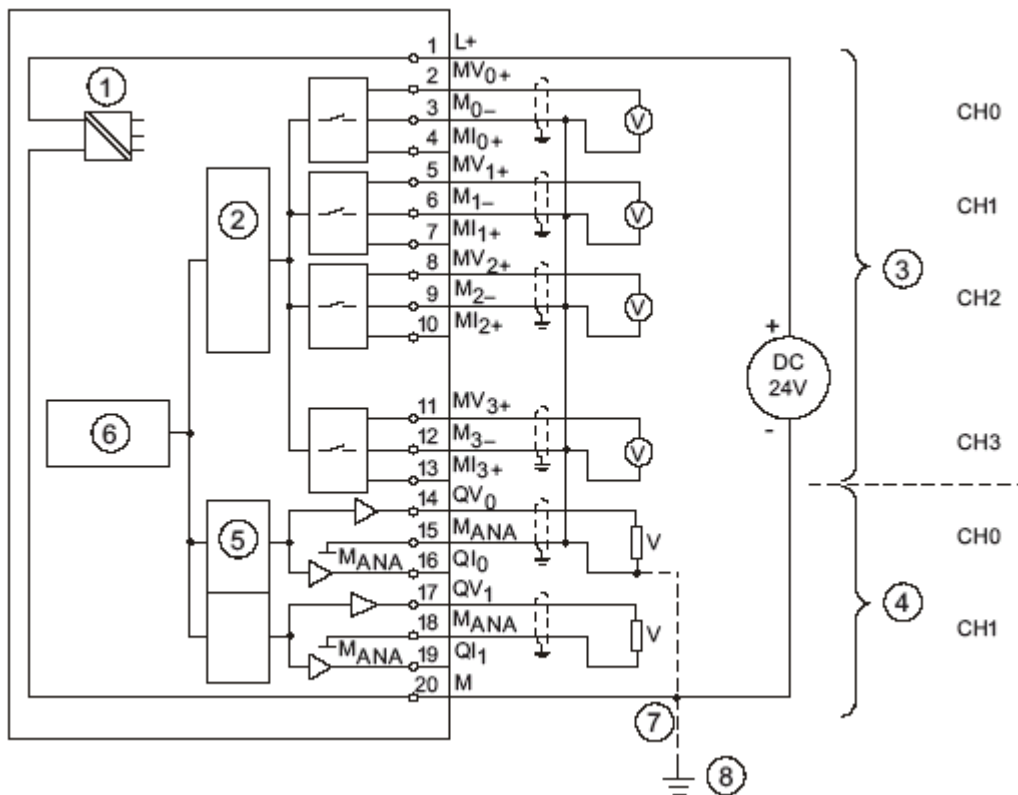 1 L+
2 MV0+
3 M0–
4 MI0+
V
CH0
5 MV1+
6 M1–
7 MI1+
V
CH1
8 MV2+
9 M2–
10 MI2+
V
CH2
11 MV3+
12 M3–
13 MI3+
V
CH3
14 QV0
15 MANA
MANA 16 QI0
V
CH0
17 QV1
18 MANA
MANA 19 QI1
V
CH1
20 M
+
DC
24V
-
①
②
③
④
⑤
⑥
⑦
⑧